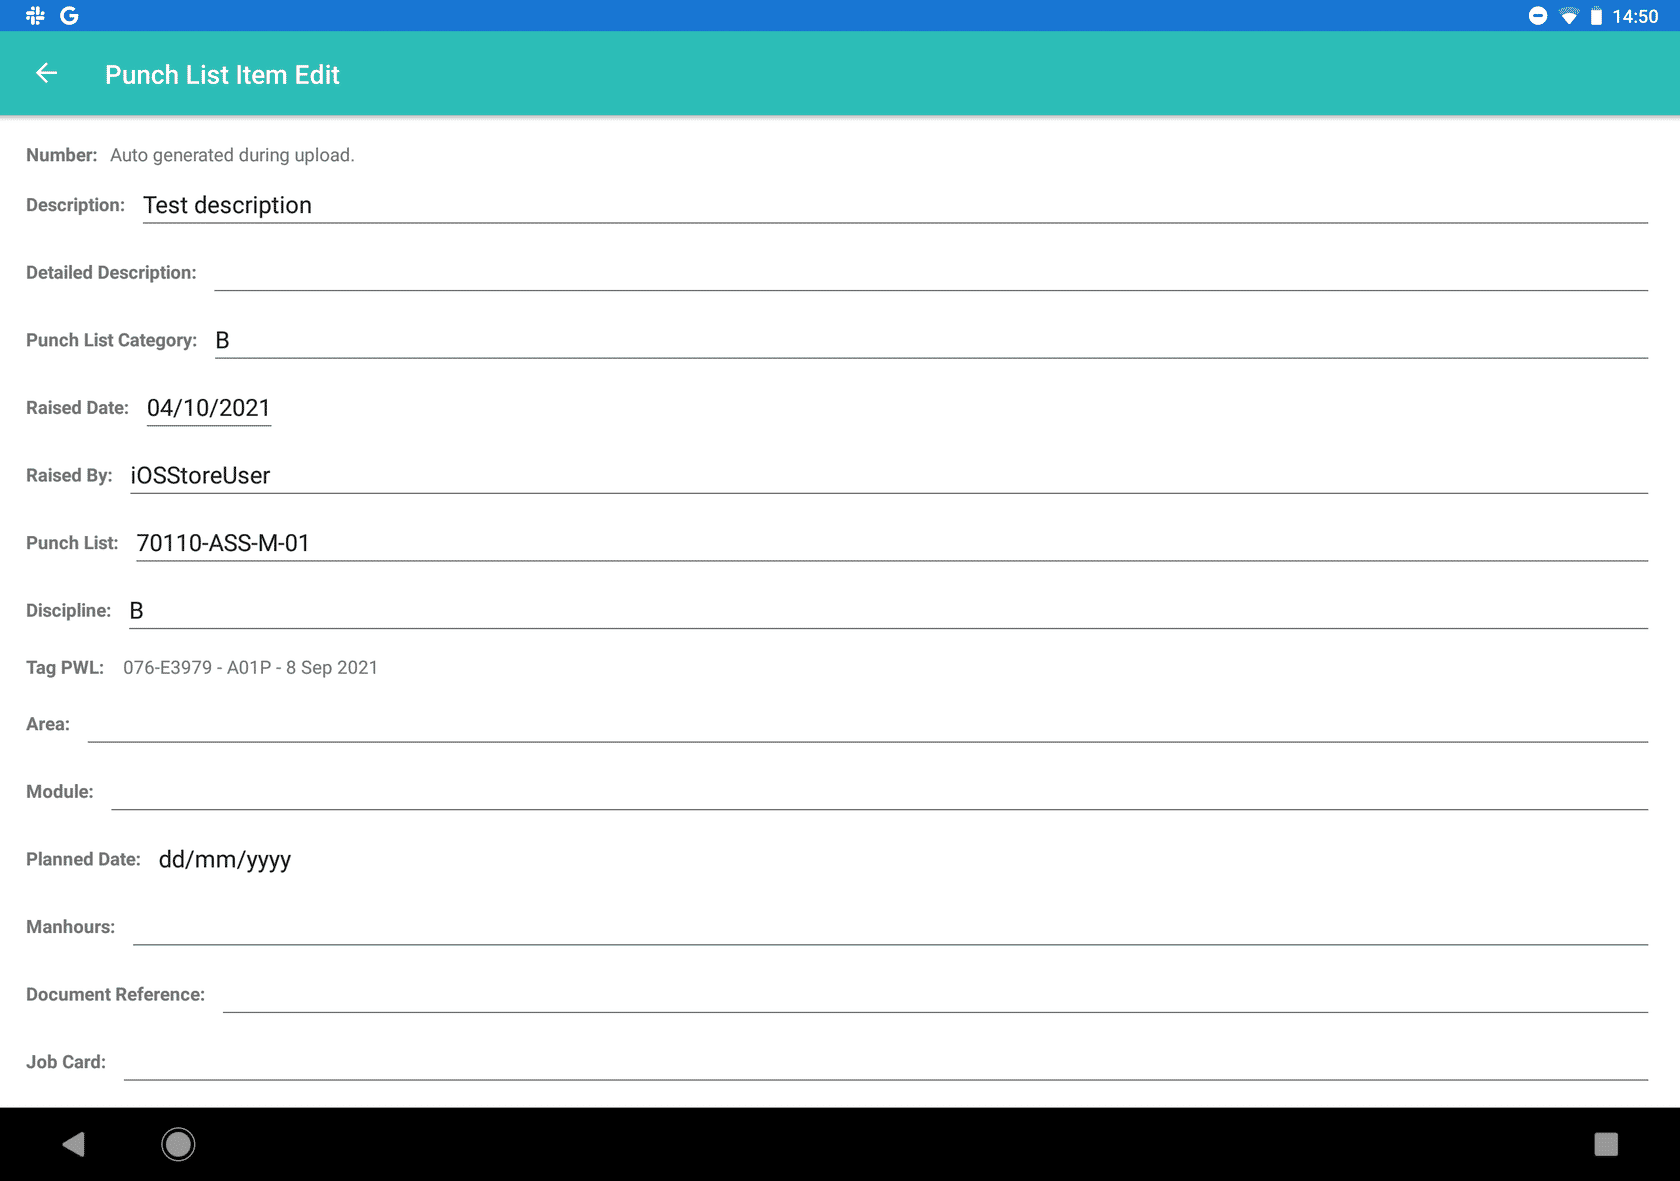 14:50
Punch List Item Edit
Number: Auto generated during upload.
Description: Test description
Detailed Description:
Punch List Category: B
Raised Date: 04/10/2021
Raised By: iOSStoreUser
Punch List: 70110-ASS-M-01
Discipline: B
Tag PWL: 076-E3979 - A01P - 8 Sep 2021
Area:
Module:
Planned Date: dd/mm/yyyy
Manhours:
Document Reference:
Job Card: